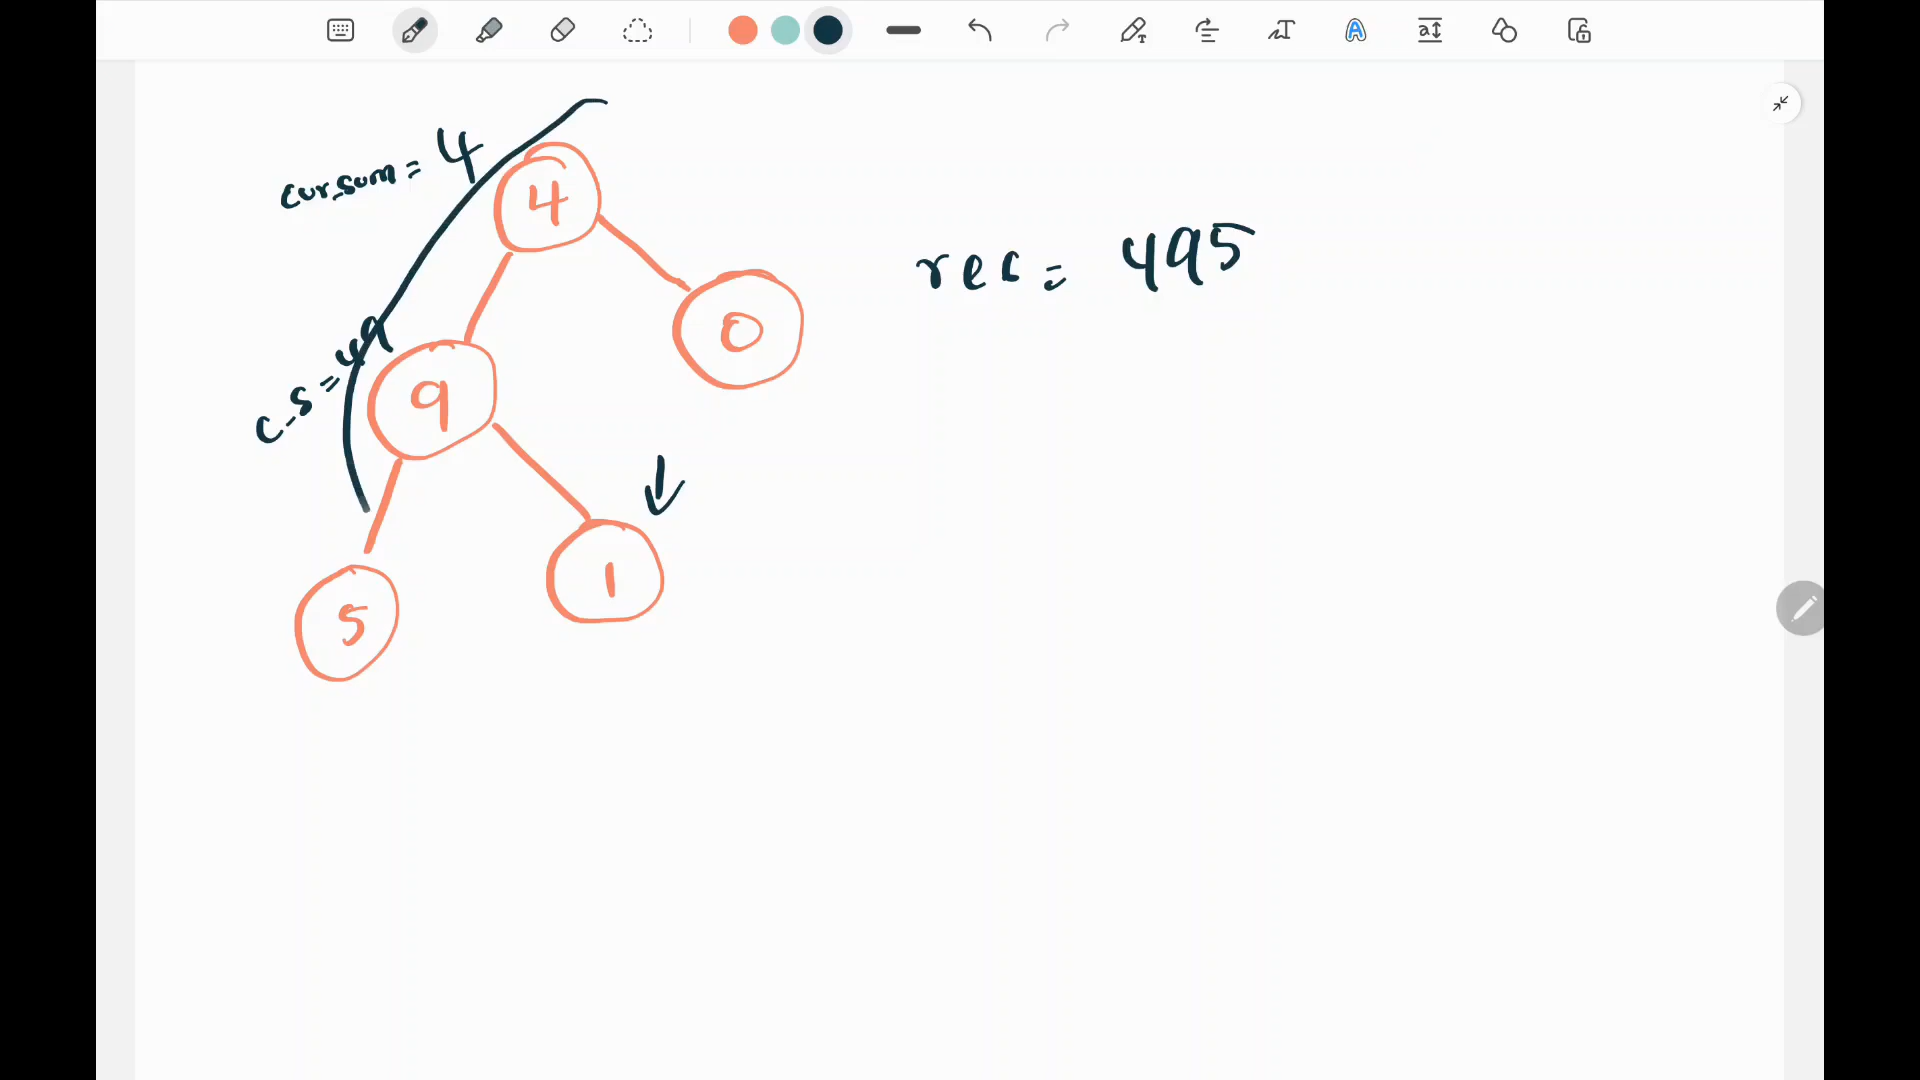 cur_sum = 4
4
rec = 495
0
c_s = 49
9
1
5